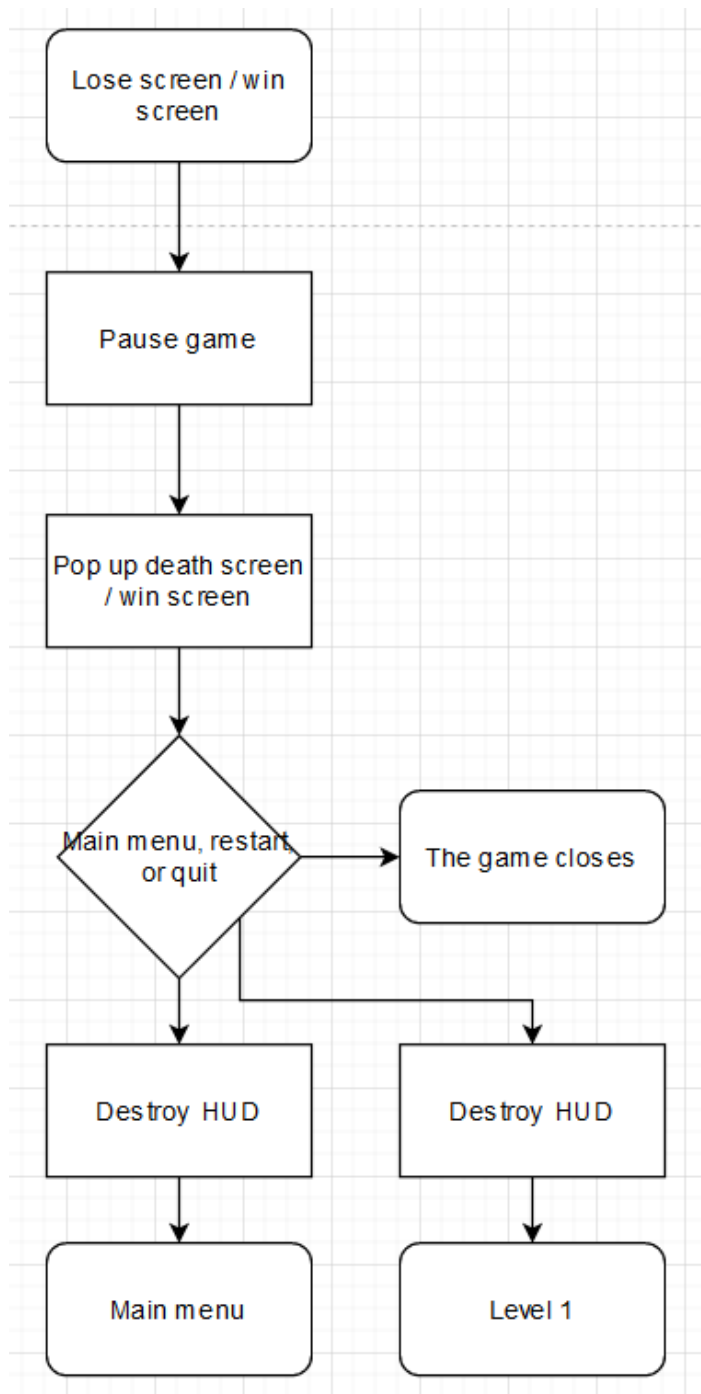 Lose screen / win
screen
Pause game
Pop up death screen
/ win screen
Main menu, restart,
or quit
The game closes
Destroy HUD
Destroy HUD
Main menu
Level 1